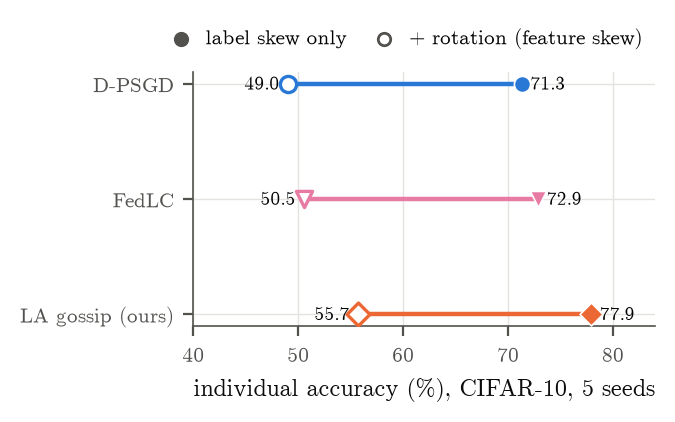 label skew only + rotation (feature skew)
D-PSGD 49.0 71.3
FedLC 50.5 72.9
LA gossip (ours) 55.7 77.9
40 50 60 70 80
individual accuracy (%), CIFAR-10, 5 seeds